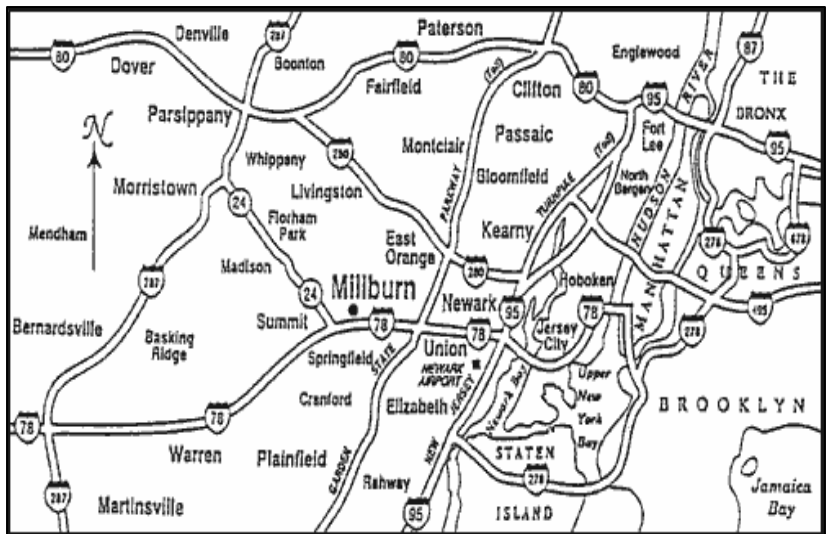 Denville
287
Paterson
Englewood
87
80
Dover
Boonton
80
(Toll)
RIVER
THE
Fairfield
Clifton
80
95
BRONX
Parsippany
N
Passaic
(Toll)
Fort
Lee
95
Montclair
Whippany
280
Bloomfield
North
Bergen
Morristown
Livingston
PARKWAY
TURNPIKE
HUDSON
24
Florham
Park
Kearny
MANHATTAN
Mendham
East
Orange
278
678
Madison
280
QUEENS
287
24
Millburn
Newark
Hoboken
95
78
495
Bernardsville
Summit
78
78
Jersey
City
278
Basking
Ridge
Springfield
STATE
Union
NEWARK
AIRPORT
Upper
New
York
Bay
Cranford
Elizabeth
JERSEY
Newark Bay
BROOKLYN
78
78
Warren
Plainfield
GARDEN
NEW
STATEN
ISLAND
287
Rahway
278
Jamaica
Bay
Martinsville
95